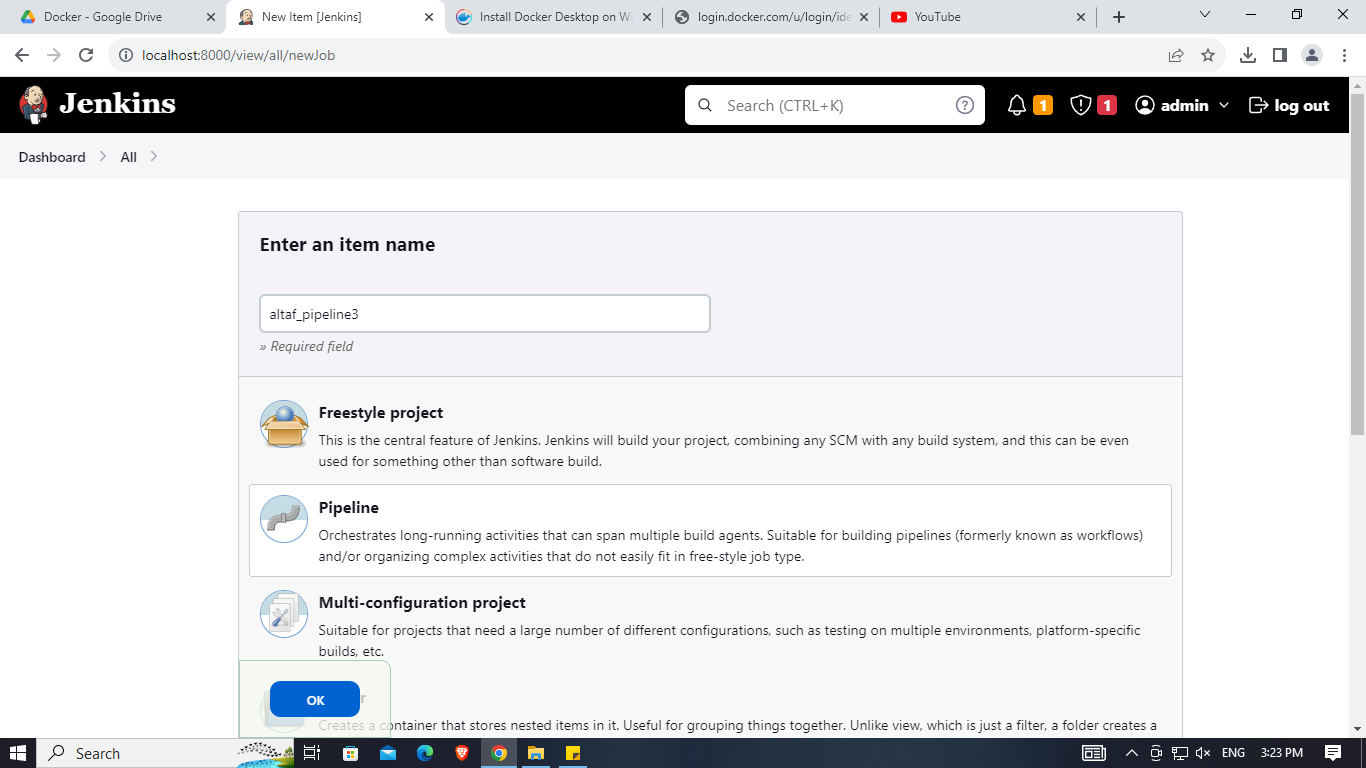 Docker - Google Drive
New Item [Jenkins]
Install Docker Desktop on Wi
login.docker.com/u/login/ide
YouTube
localhost:8000/view/all/newJob
Jenkins
Search (CTRL+K)
1
1
admin
log out
Dashboard
All
Enter an item name
altaf_pipeline3
» Required field
Freestyle project
This is the central feature of Jenkins. Jenkins will build your project, combining any SCM with any build system, and this can be even
used for something other than software build.
Pipeline
Orchestrates long-running activities that can span multiple build agents. Suitable for building pipelines (formerly known as workflows)
and/or organizing complex activities that do not easily fit in free-style job type.
Multi-configuration project
Suitable for projects that need a large number of different configurations, such as testing on multiple environments, platform-specific
builds, etc.
OK
Creates a container that stores nested items in it. Useful for grouping things together. Unlike view, which is just a filter, a folder creates a
Search
ENG
3:23 PM